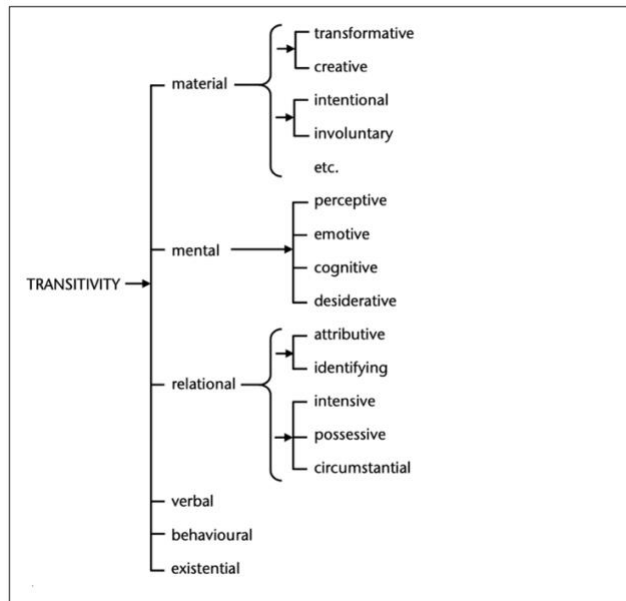 transformative
creative
material
intentional
involuntary
etc.
perceptive
emotive
mental
cognitive
TRANSITIVITY
desiderative
attributive
identifying
relational
intensive
possessive
circumstantial
verbal
behavioural
existential